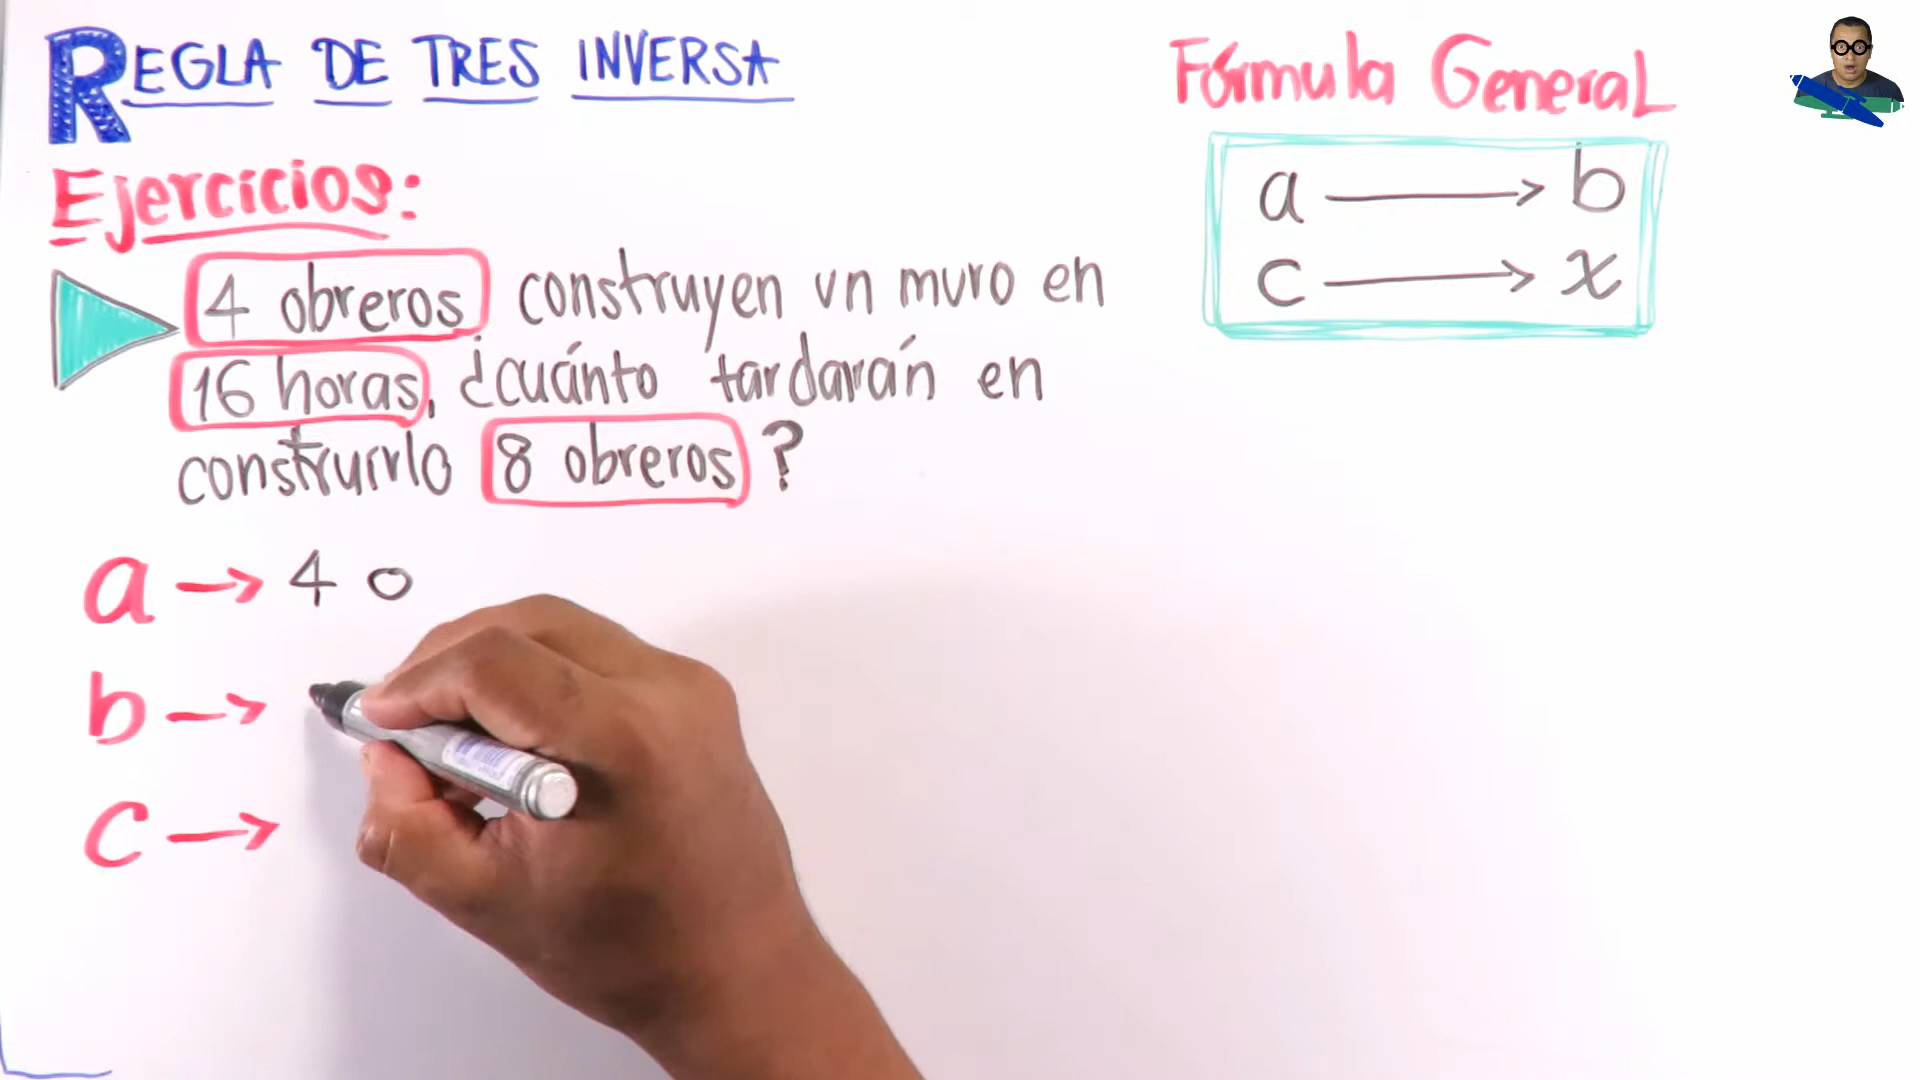 REGLA DE TRES INVERSA
Fórmula General
a → b
c → x
Ejercicios:
4 obreros construyen un muro en
16 horas, ¿cuánto tardarán en
construirlo 8 obreros ?
a → 4 o
b →
c →